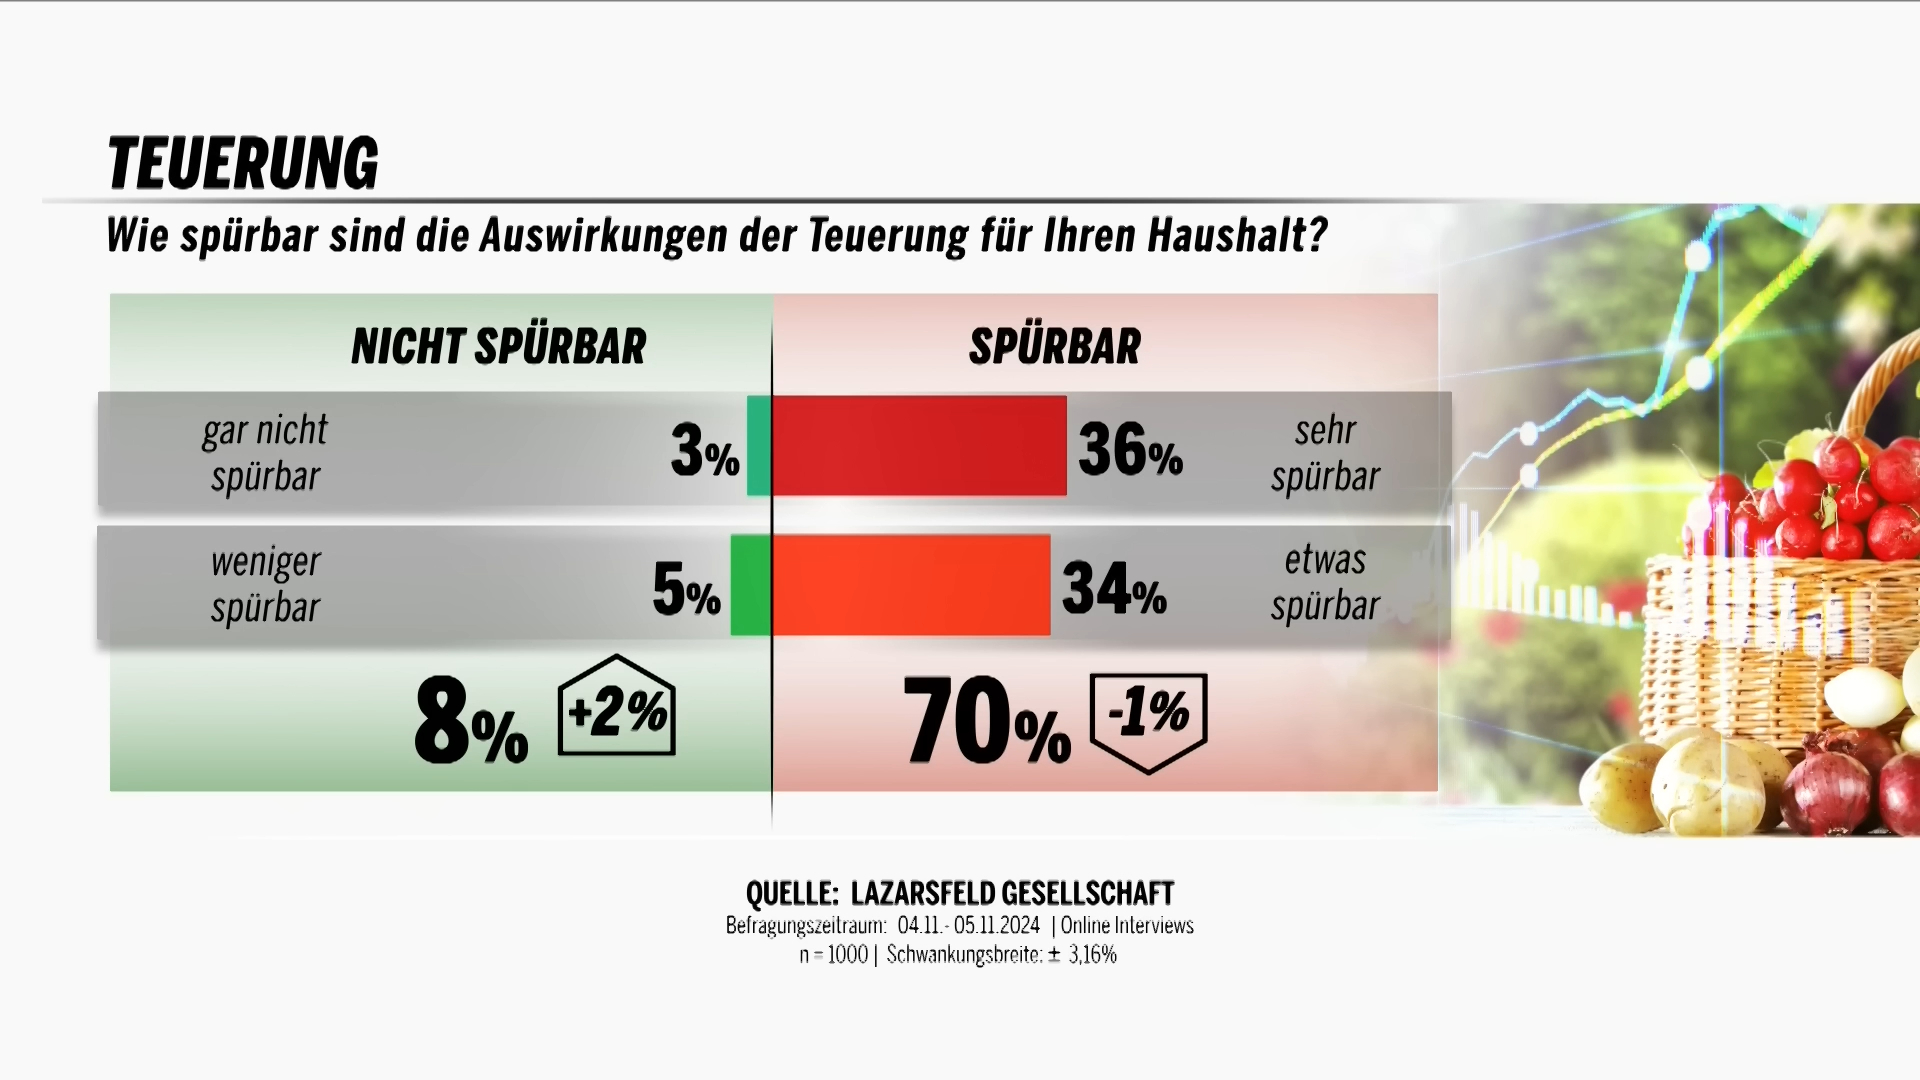 TEUERUNG
Wie spürbar sind die Auswirkungen der Teuerung für Ihren Haushalt?
NICHT SPÜRBAR
SPÜRBAR
gar nicht
spürbar
3%
36%
sehr
spürbar
weniger
spürbar
5%
34%
etwas
spürbar
8%
+2%
70%
-1%
QUELLE: LAZARSFELD GESELLSCHAFT
Befragungszeitraum: 04.11.- 05.11.2024 | Online Interviews
n = 1000 | Schwankungsbreite: ± 3,16%